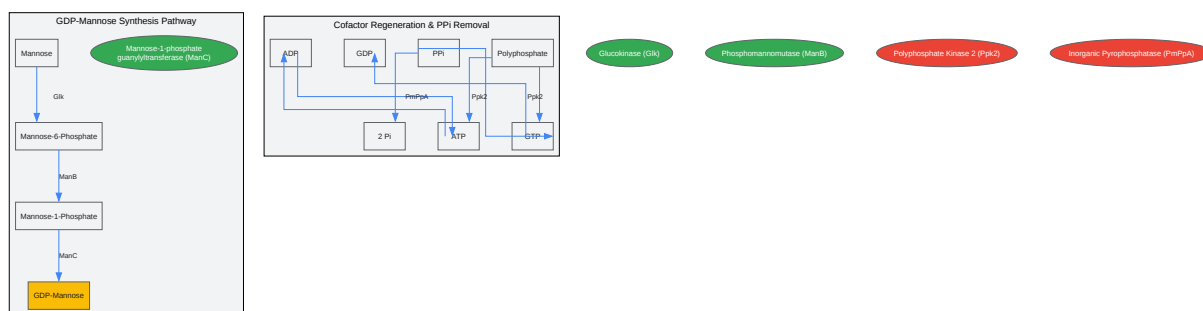 GDP-Mannose Synthesis Pathway
Mannose
Mannose-1-phosphate
guanylyltransferase (ManC)
Glk
Mannose-6-Phosphate
ManB
Mannose-1-Phosphate
ManC
GDP-Mannose
Cofactor Regeneration & PPi Removal
ADP
GDP
PPi
Polyphosphate
PmPpA
Ppk2
Ppk2
2 Pi
ATP
GTP
Glucokinase (Glk)
Phosphomannomutase (ManB)
Polyphosphate Kinase 2 (Ppk2)
Inorganic Pyrophosphatase (PmPpA)